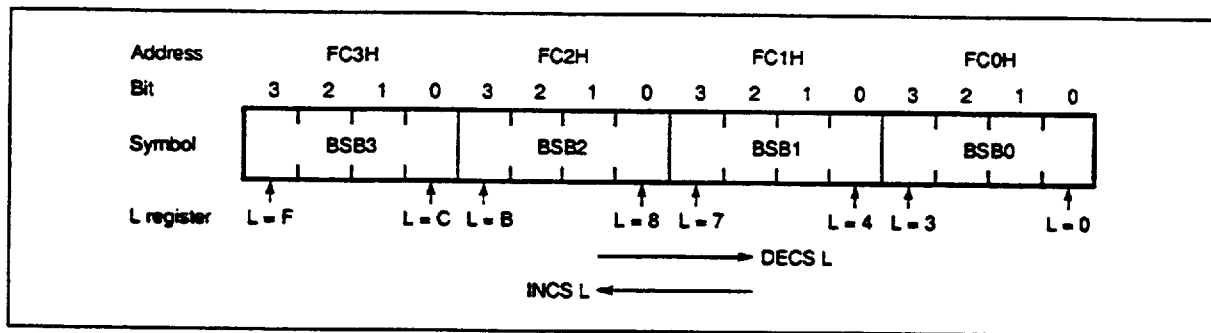 Address FC3H FC2H FC1H FC0H
Bit 3 2 1 0 3 2 1 0 3 2 1 0 3 2 1 0
Symbol BSB3 BSB2 BSB1 BSB0
L register L = F L = C L = B L = 8 L = 7 L = 4 L = 3 L = 0
DECS L
INCS L